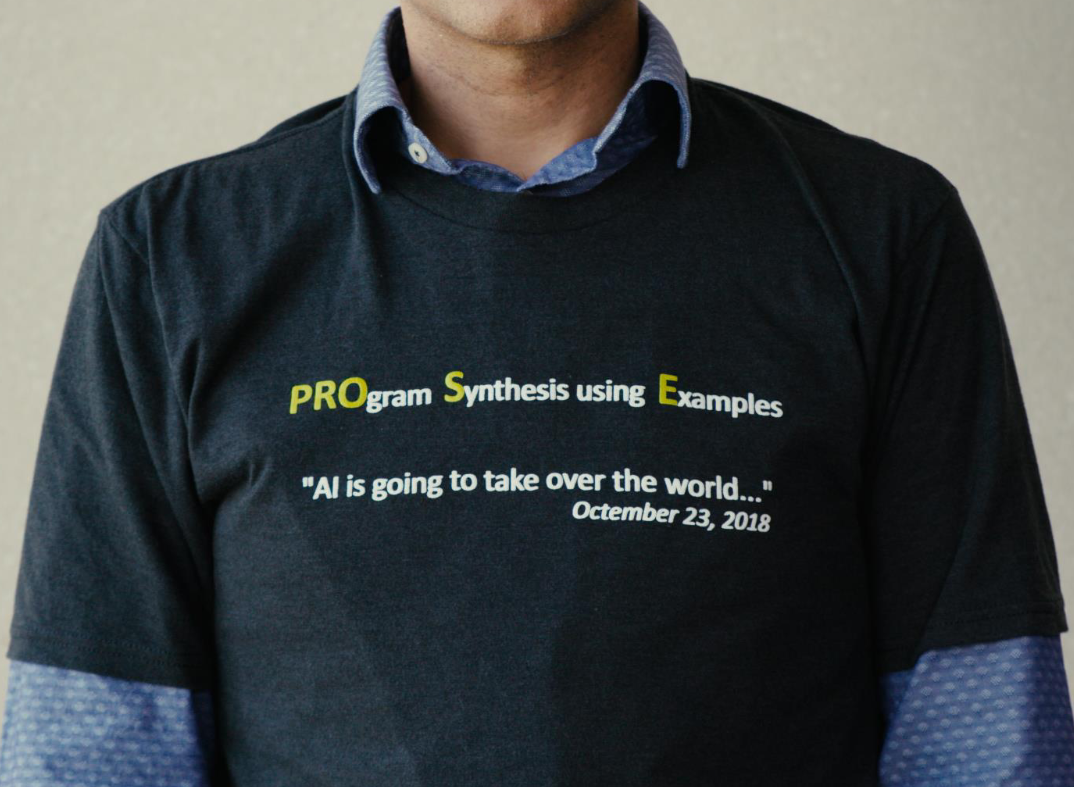 PROgram Synthesis using Examples
"AI is going to take over the world..."
Octember 23, 2018